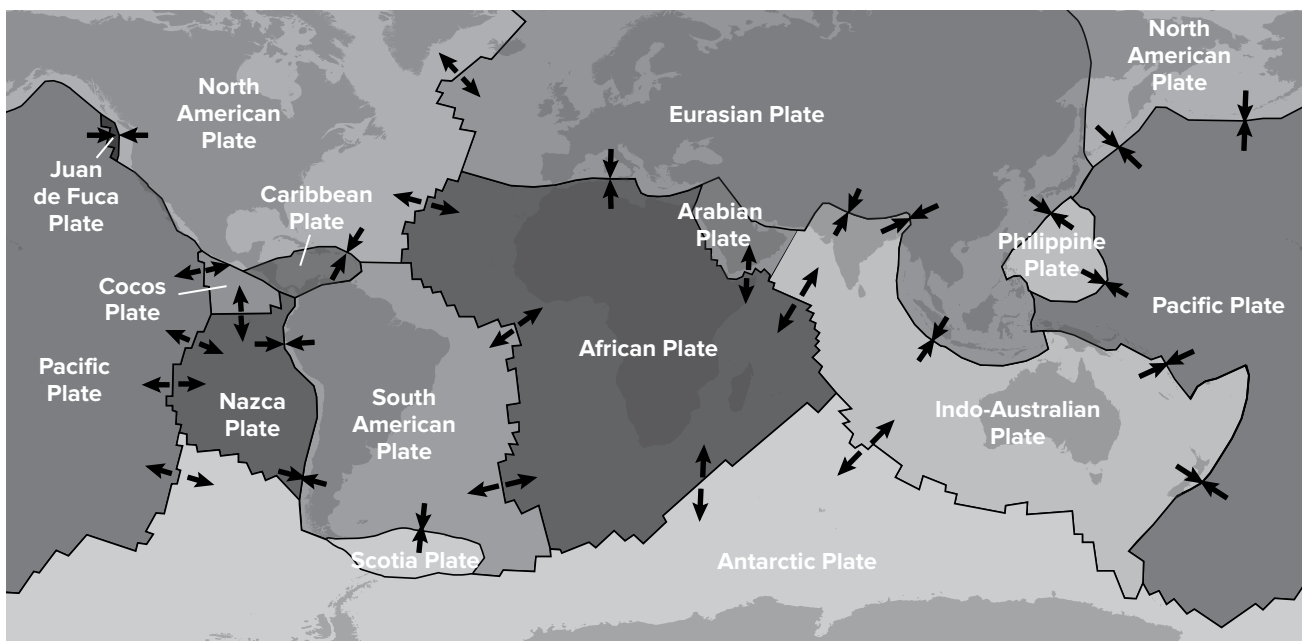 North
American
Plate
North
American
Plate
Eurasian Plate
Juan
de Fuca
Plate
Caribbean
Plate
Arabian
Plate
Philippine
Plate
Cocos
Plate
Pacific Plate
African Plate
Pacific
Plate
Nazca
Plate
South
American
Plate
Indo-Australian
Plate
Scotia Plate
Antarctic Plate